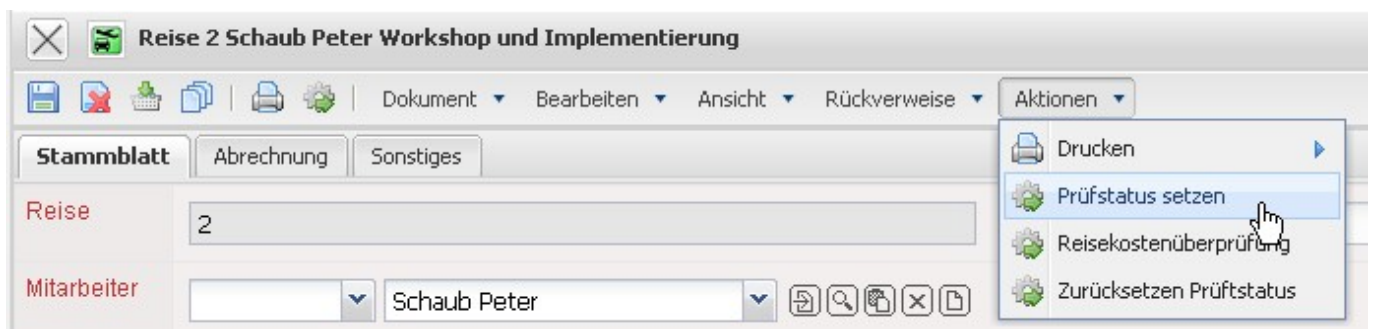 Reise 2 Schaub Peter Workshop und Implementierung
Dokument Bearbeiten Ansicht Rückverweise Aktionen
Stammblatt Abrechnung Sonstiges
Drucken
Prüfstatus setzen
Reise 2
Reisekostenüberprüfung
Mitarbeiter Schaub Peter
Zurücksetzen Prüftstatus